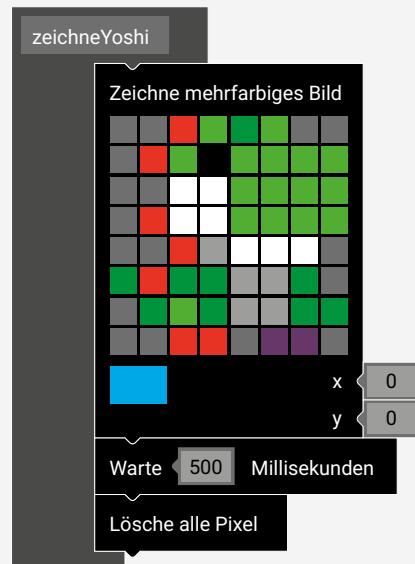 zeichneYoshi
Zeichne mehrfarbiges Bild
x 0
y 0
Warte 500 Millisekunden
Lösche alle Pixel